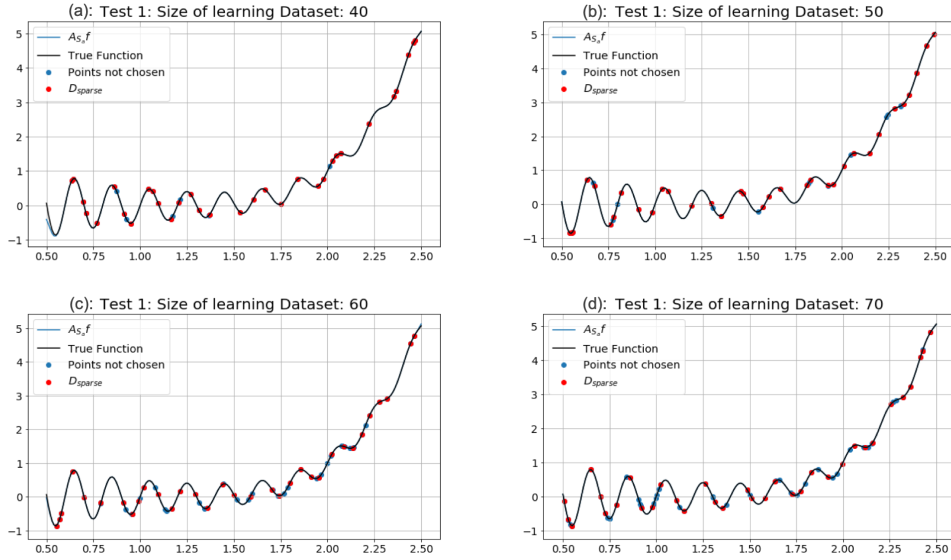 (a): Test 1: Size of learning Dataset: 40
5
4
3
2
1
0
−1
A_{S_a}f
True Function
Points not chosen
D_{sparse}
0.50 0.75 1.00 1.25 1.50 1.75 2.00 2.25 2.50
(b): Test 1: Size of learning Dataset: 50
5
4
3
2
1
0
−1
A_{S_a}f
True Function
Points not chosen
D_{sparse}
0.50 0.75 1.00 1.25 1.50 1.75 2.00 2.25 2.50
(c): Test 1: Size of learning Dataset: 60
5
4
3
2
1
0
−1
A_{S_a}f
True Function
Points not chosen
D_{sparse}
0.50 0.75 1.00 1.25 1.50 1.75 2.00 2.25 2.50
(d): Test 1: Size of learning Dataset: 70
5
4
3
2
1
0
−1
A_{S_a}f
True Function
Points not chosen
D_{sparse}
0.50 0.75 1.00 1.25 1.50 1.75 2.00 2.25 2.50